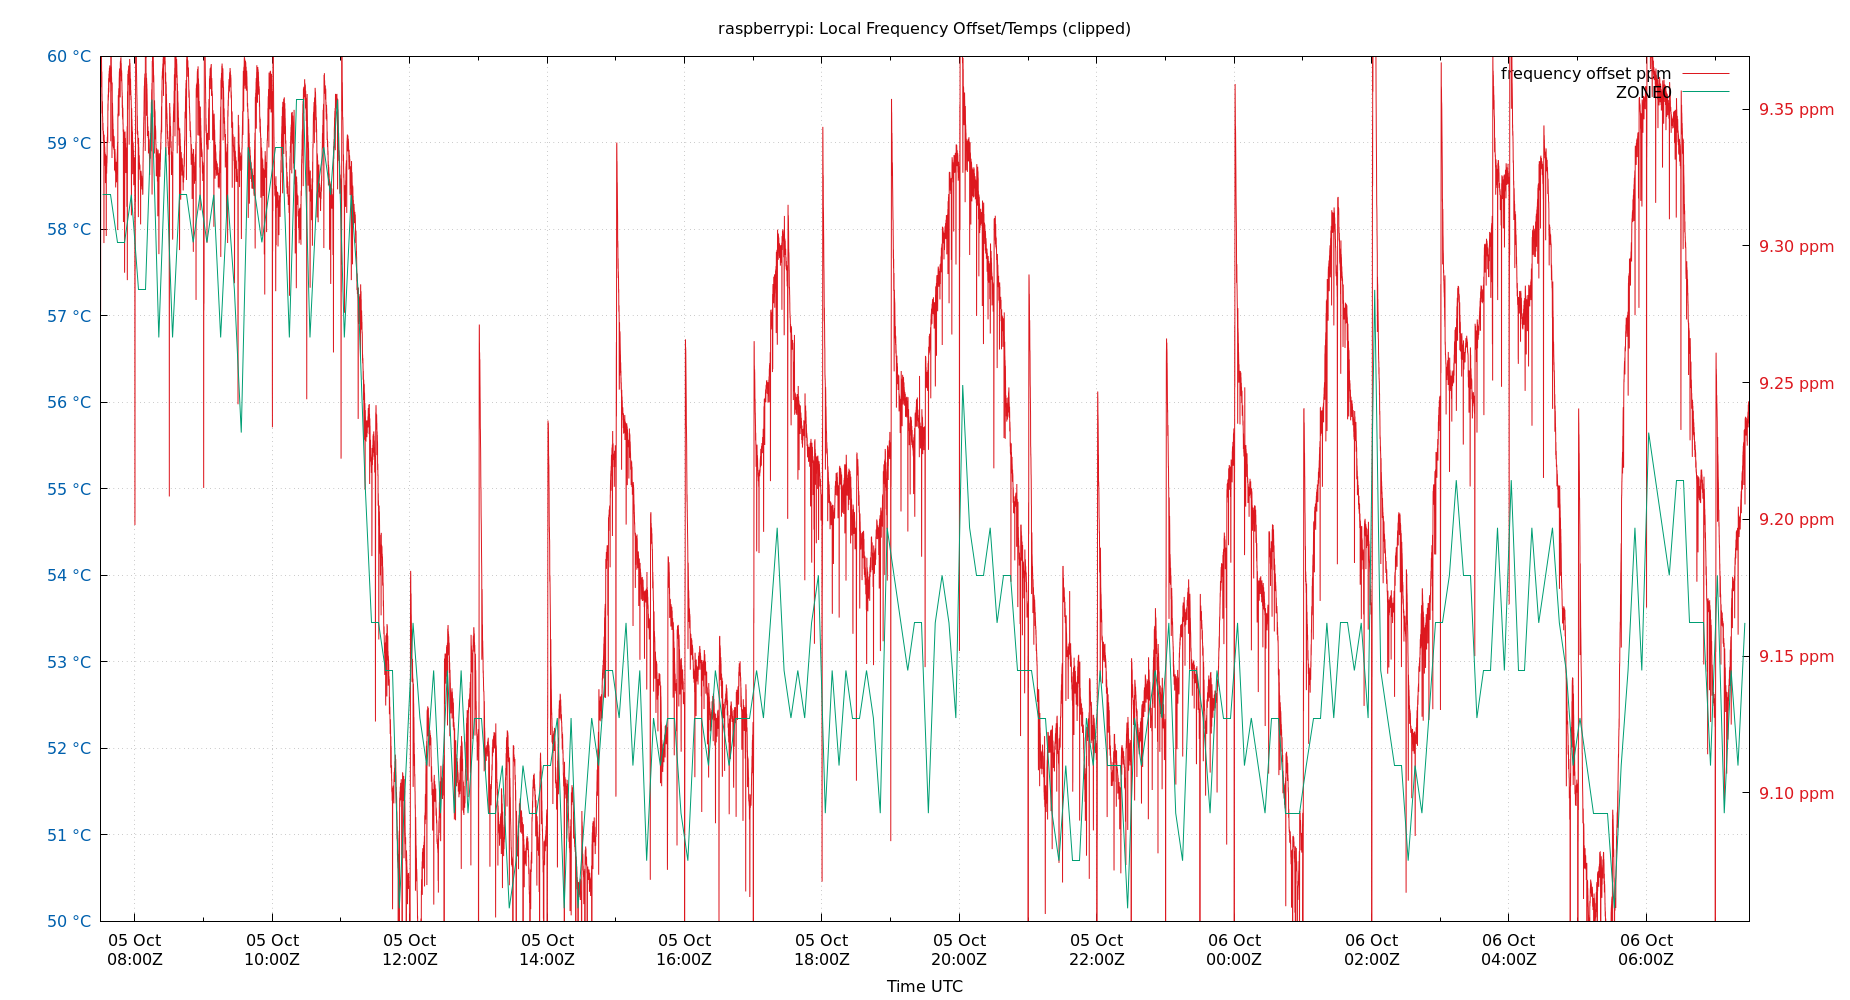 raspberrypi: Local Frequency Offset/Temps (clipped)
frequency offset ppm
ZONE0
60 °C
59 °C
58 °C
57 °C
56 °C
55 °C
54 °C
53 °C
52 °C
51 °C
50 °C
9.35 ppm
9.30 ppm
9.25 ppm
9.20 ppm
9.15 ppm
9.10 ppm
05 Oct 05 Oct 05 Oct 05 Oct 05 Oct 05 Oct 05 Oct 05 Oct 06 Oct 06 Oct 06 Oct 06 Oct
08:00Z 10:00Z 12:00Z 14:00Z 16:00Z 18:00Z 20:00Z 22:00Z 00:00Z 02:00Z 04:00Z 06:00Z
Time UTC